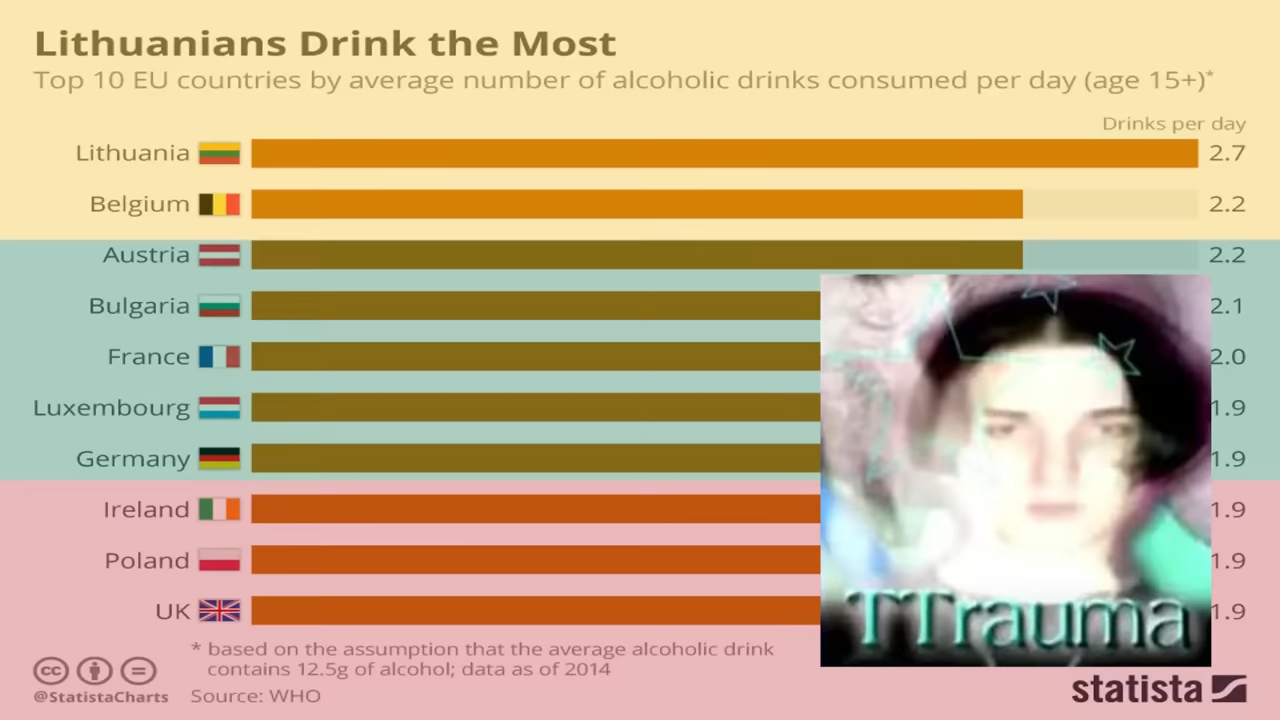 Lithuanians Drink the Most
Top 10 EU countries by average number of alcoholic drinks consumed per day (age 15+)*
Drinks per day
Lithuania 2.7
Belgium 2.2
Austria 2.2
Bulgaria 2.1
France 2.0
Luxembourg 1.9
Germany 1.9
Ireland 1.9
Poland 1.9
UK 1.9
TTrauma
* based on the assumption that the average alcoholic drink
contains 12.5g of alcohol; data as of 2014
cc
@StatistaCharts Source: WHO
statista